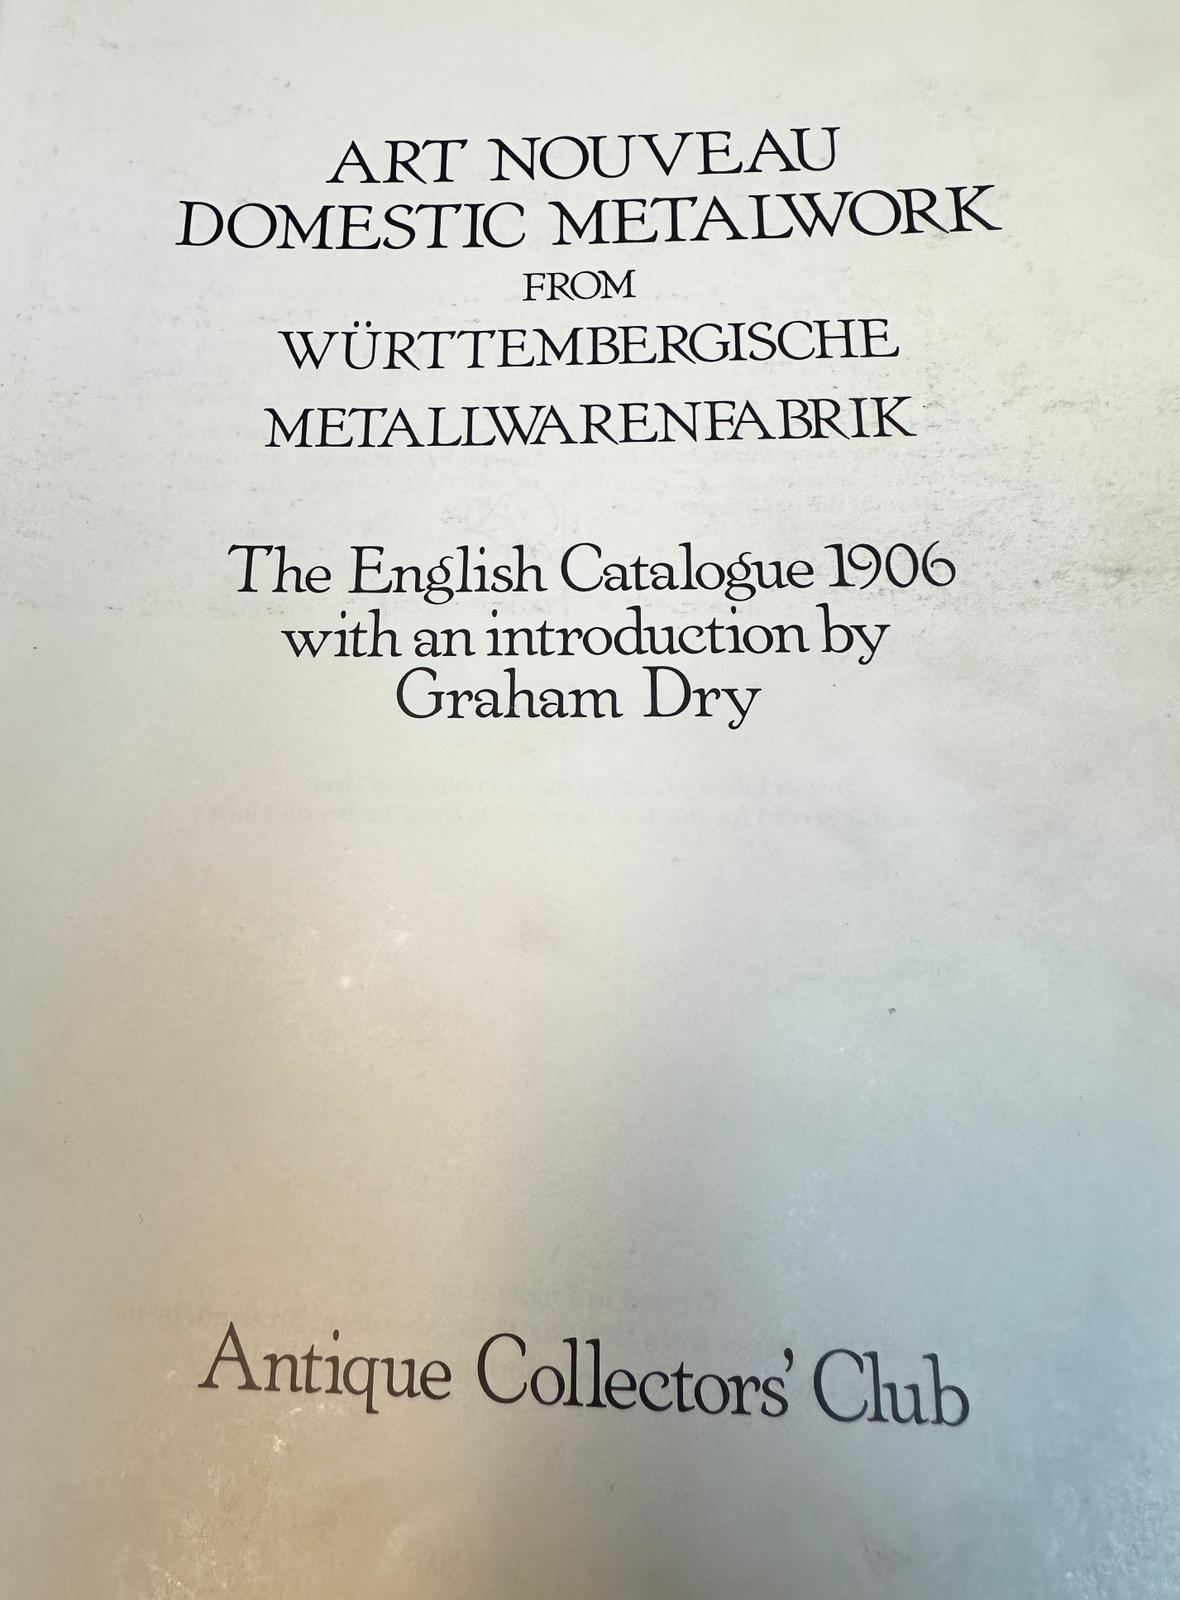 ART NOUVEAU
DOMESTIC METALWORK
FROM
WÜRTTEMBERGISCHE
METALLWARENFABRIK
The English Catalogue 1906
with an introduction by
Graham Dry
Antique Collectors' Club